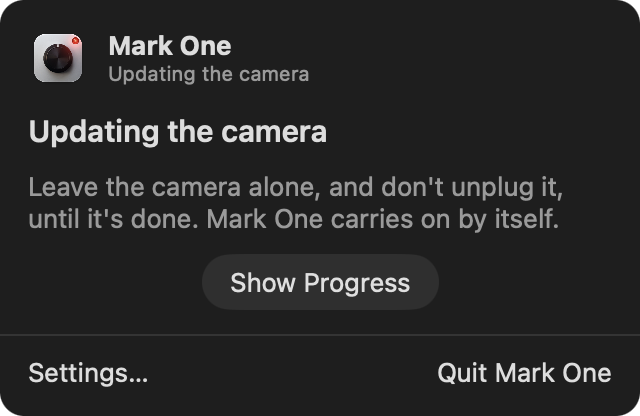 Mark One
Updating the camera
Updating the camera
Leave the camera alone, and don't unplug it,
until it's done. Mark One carries on by itself.
Show Progress
Settings...
Quit Mark One